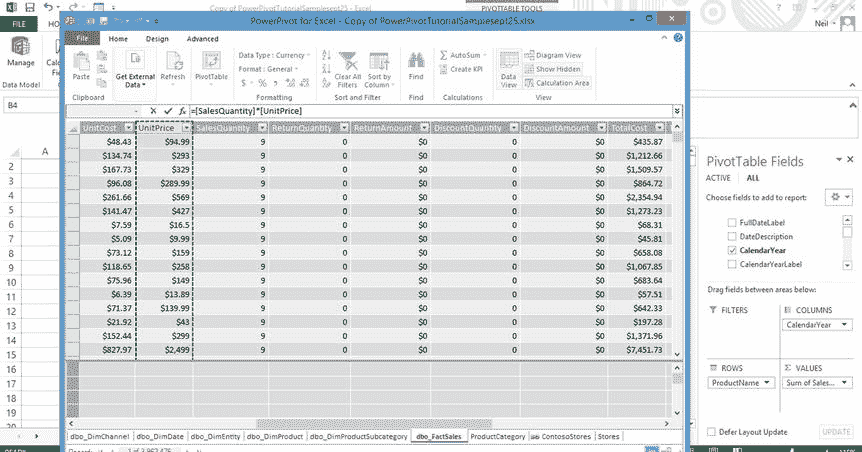 Copy of PowerPivotTutorialSamplesept25.xlsx
PIVOTTABLE TOOLS
PowerPivot for Excel - Copy of PowerPivotTutorialSamplesept25.xlsx
FILE
HO
Neil
File Home Design Advanced
Manage
Data Model
Calc
Fi
Paste
Clipboard
Get External
Data
Refresh
PivotTable
Data Type : Currency
Format : General
$ % , .0 .00
Formatting
Clear All
Filters
Sort by
Column
Sort and Filter
Find
Find
AutoSum
Create KPI
Calculations
Data
View
Diagram View
Show Hidden
Calculation Area
View
B4
=[SalesQuantity]*[UnitPrice]
UnitCost UnitPrice SalesQuantity ReturnQuantity ReturnAmount DiscountQuantity DiscountAmount TotalCost
$48.43 $94.99 9 0 $0 0 $0 $435.87
$134.74 $293 9 0 $0 0 $0 $1,212.66
$167.73 $329 9 0 $0 0 $0 $1,509.57
$96.08 $289.99 9 0 $0 0 $0 $864.72
$261.66 $569 9 0 $0 0 $0 $2,354.94
$141.47 $427 9 0 $0 0 $0 $1,273.23
$7.59 $16.5 9 0 $0 0 $0 $68.31
$5.09 $9.99 9 0 $0 0 $0 $45.81
$73.12 $159 9 0 $0 0 $0 $658.08
$118.65 $258 9 0 $0 0 $0 $1,067.85
$75.96 $149 9 0 $0 0 $0 $683.64
$6.39 $13.89 9 0 $0 0 $0 $57.51
$71.37 $139.99 9 0 $0 0 $0 $642.33
$21.92 $43 9 0 $0 0 $0 $197.28
$152.44 $299 9 0 $0 0 $0 $1,371.96
$827.97 $2,499 9 0 $0 0 $0 $7,451.73
A
2
3
4
5
6
7
8
9
10
11
12
13
14
15
16
17
18
19
dbo_DimChannel dbo_DimDate dbo_DimEntity dbo_DimProduct dbo_DimProductSubcategory dbo_FactSales ProductCategory ContosoStores Stores
PivotTable Fields
ACTIVE ALL
Choose fields to add to report:
FullDateLabel
DateDescription
CalendarYear
CalendarYearLabel
Drag fields between areas below:
FILTERS
COLUMNS
CalendarYear
ROWS
VALUES
ProductName
Sum of Sales...
Defer Layout Update
UPDATE